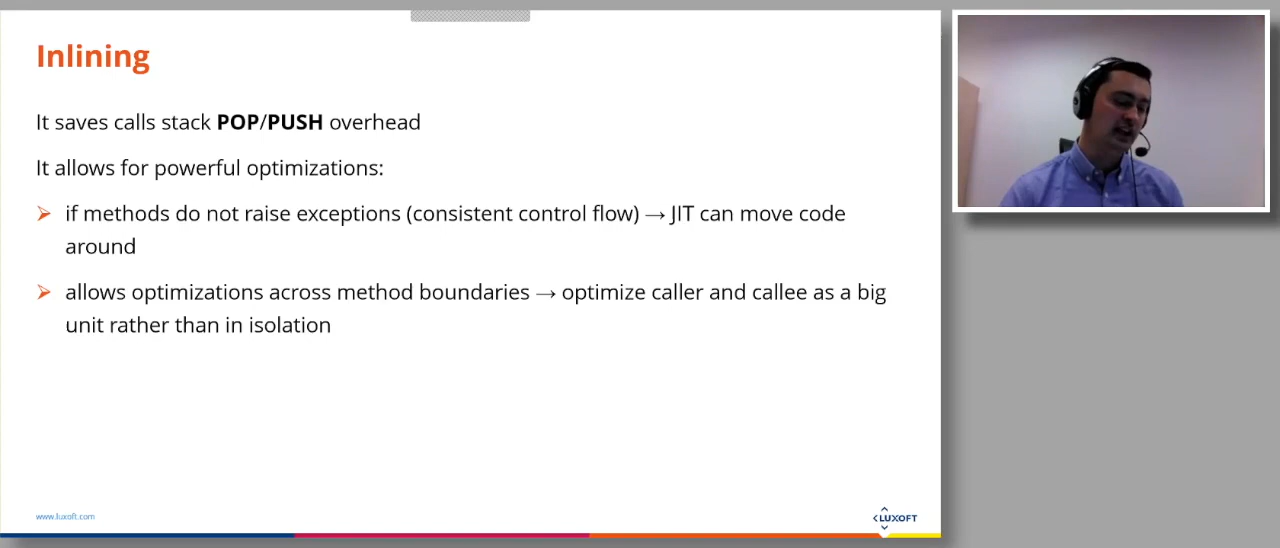 Inlining
It saves calls stack POP/PUSH overhead
It allows for powerful optimizations:
if methods do not raise exceptions (consistent control flow) → JIT can move code
around
allows optimizations across method boundaries → optimize caller and callee as a big
unit rather than in isolation
www.luxoft.com
LUXOFT